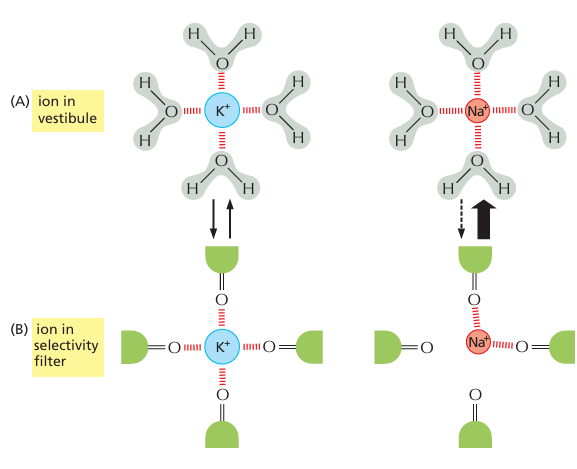 H H H H
O O
H H H H
(A) ion in
vestibule
O K⁺ O O Na⁺ O
H H H H
O O
H H H H
O O
(B) ion in
selectivity
filter
O K⁺ O O Na⁺ O
O O